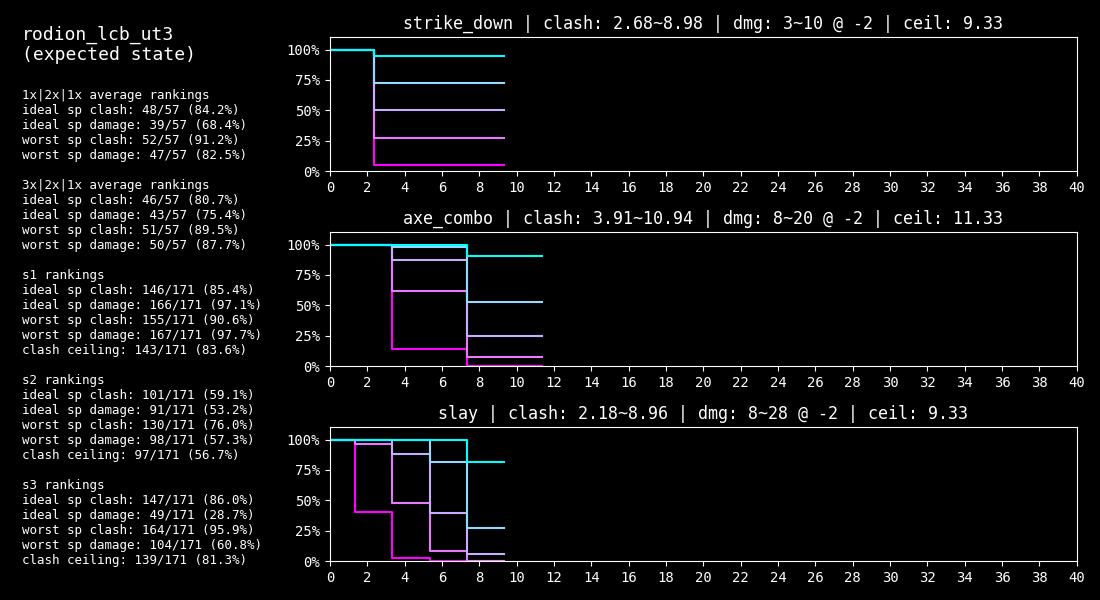 rodion_lcb_ut3
(expected state)
1x|2x|1x average rankings
ideal sp clash: 48/57 (84.2%)
ideal sp damage: 39/57 (68.4%)
worst sp clash: 52/57 (91.2%)
worst sp damage: 47/57 (82.5%)
3x|2x|1x average rankings
ideal sp clash: 46/57 (80.7%)
ideal sp damage: 43/57 (75.4%)
worst sp clash: 51/57 (89.5%)
worst sp damage: 50/57 (87.7%)
s1 rankings
ideal sp clash: 146/171 (85.4%)
ideal sp damage: 166/171 (97.1%)
worst sp clash: 155/171 (90.6%)
worst sp damage: 167/171 (97.7%)
clash ceiling: 143/171 (83.6%)
s2 rankings
ideal sp clash: 101/171 (59.1%)
ideal sp damage: 91/171 (53.2%)
worst sp clash: 130/171 (76.0%)
worst sp damage: 98/171 (57.3%)
clash ceiling: 97/171 (56.7%)
s3 rankings
ideal sp clash: 147/171 (86.0%)
ideal sp damage: 49/171 (28.7%)
worst sp clash: 164/171 (95.9%)
worst sp damage: 104/171 (60.8%)
clash ceiling: 139/171 (81.3%)
strike_down | clash: 2.68~8.98 | dmg: 3~10 @ -2 | ceil: 9.33
100%
75%
50%
25%
0%
0 2 4 6 8 10 12 14 16 18 20 22 24 26 28 30 32 34 36 38 40
axe_combo | clash: 3.91~10.94 | dmg: 8~20 @ -2 | ceil: 11.33
100%
75%
50%
25%
0%
0 2 4 6 8 10 12 14 16 18 20 22 24 26 28 30 32 34 36 38 40
slay | clash: 2.18~8.96 | dmg: 8~28 @ -2 | ceil: 9.33
100%
75%
50%
25%
0%
0 2 4 6 8 10 12 14 16 18 20 22 24 26 28 30 32 34 36 38 40